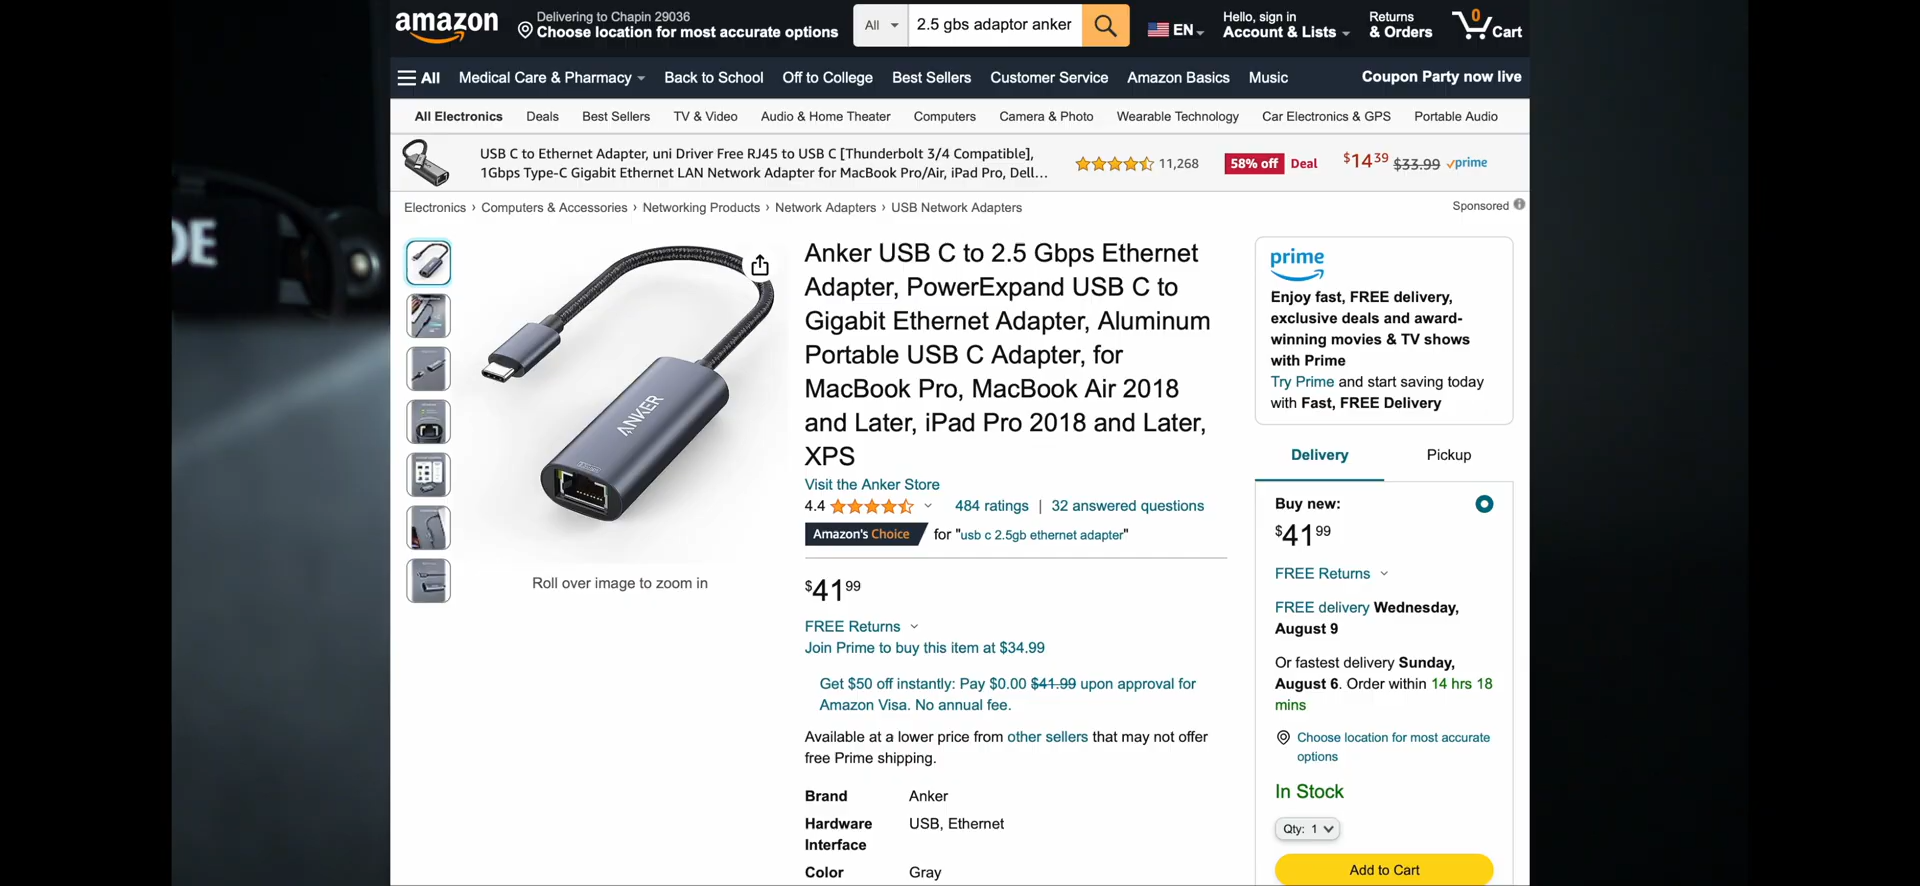 amazon
Delivering to Chapin 29036
Choose location for most accurate options
All
2.5 gbs adaptor anker
EN
Hello, sign in
Account & Lists
Returns
& Orders
0
Cart
All
Medical Care & Pharmacy
Back to School
Off to College
Best Sellers
Customer Service
Amazon Basics
Music
Coupon Party now live
All Electronics
Deals
Best Sellers
TV & Video
Audio & Home Theater
Computers
Camera & Photo
Wearable Technology
Car Electronics & GPS
Portable Audio
USB C to Ethernet Adapter, uni Driver Free RJ45 to USB C [Thunderbolt 3/4 Compatible],
1Gbps Type-C Gigabit Ethernet LAN Network Adapter for MacBook Pro/Air, iPad Pro, Dell...
11,268
58% off
Deal
$14 39
$33.99
prime
Electronics › Computers & Accessories › Networking Products › Network Adapters › USB Network Adapters
Sponsored
DE
ANKER
Roll over image to zoom in
Anker USB C to 2.5 Gbps Ethernet
Adapter, PowerExpand USB C to
Gigabit Ethernet Adapter, Aluminum
Portable USB C Adapter, for
MacBook Pro, MacBook Air 2018
and Later, iPad Pro 2018 and Later,
XPS
Visit the Anker Store
4.4
484 ratings | 32 answered questions
Amazon's Choice for "usb c 2.5gb ethernet adapter"
$41 99
FREE Returns
Join Prime to buy this item at $34.99
Get $50 off instantly: Pay $0.00 $41.99 upon approval for
Amazon Visa. No annual fee.
Available at a lower price from other sellers that may not offer
free Prime shipping.
Brand Anker
Hardware USB, Ethernet
Interface
Color Gray
prime
Enjoy fast, FREE delivery,
exclusive deals and award-
winning movies & TV shows
with Prime
Try Prime and start saving today
with Fast, FREE Delivery
Delivery
Pickup
Buy new:
$41 99
FREE Returns
FREE delivery Wednesday,
August 9
Or fastest delivery Sunday,
August 6. Order within 14 hrs 18
mins
Choose location for most accurate
options
In Stock
Qty: 1
Add to Cart